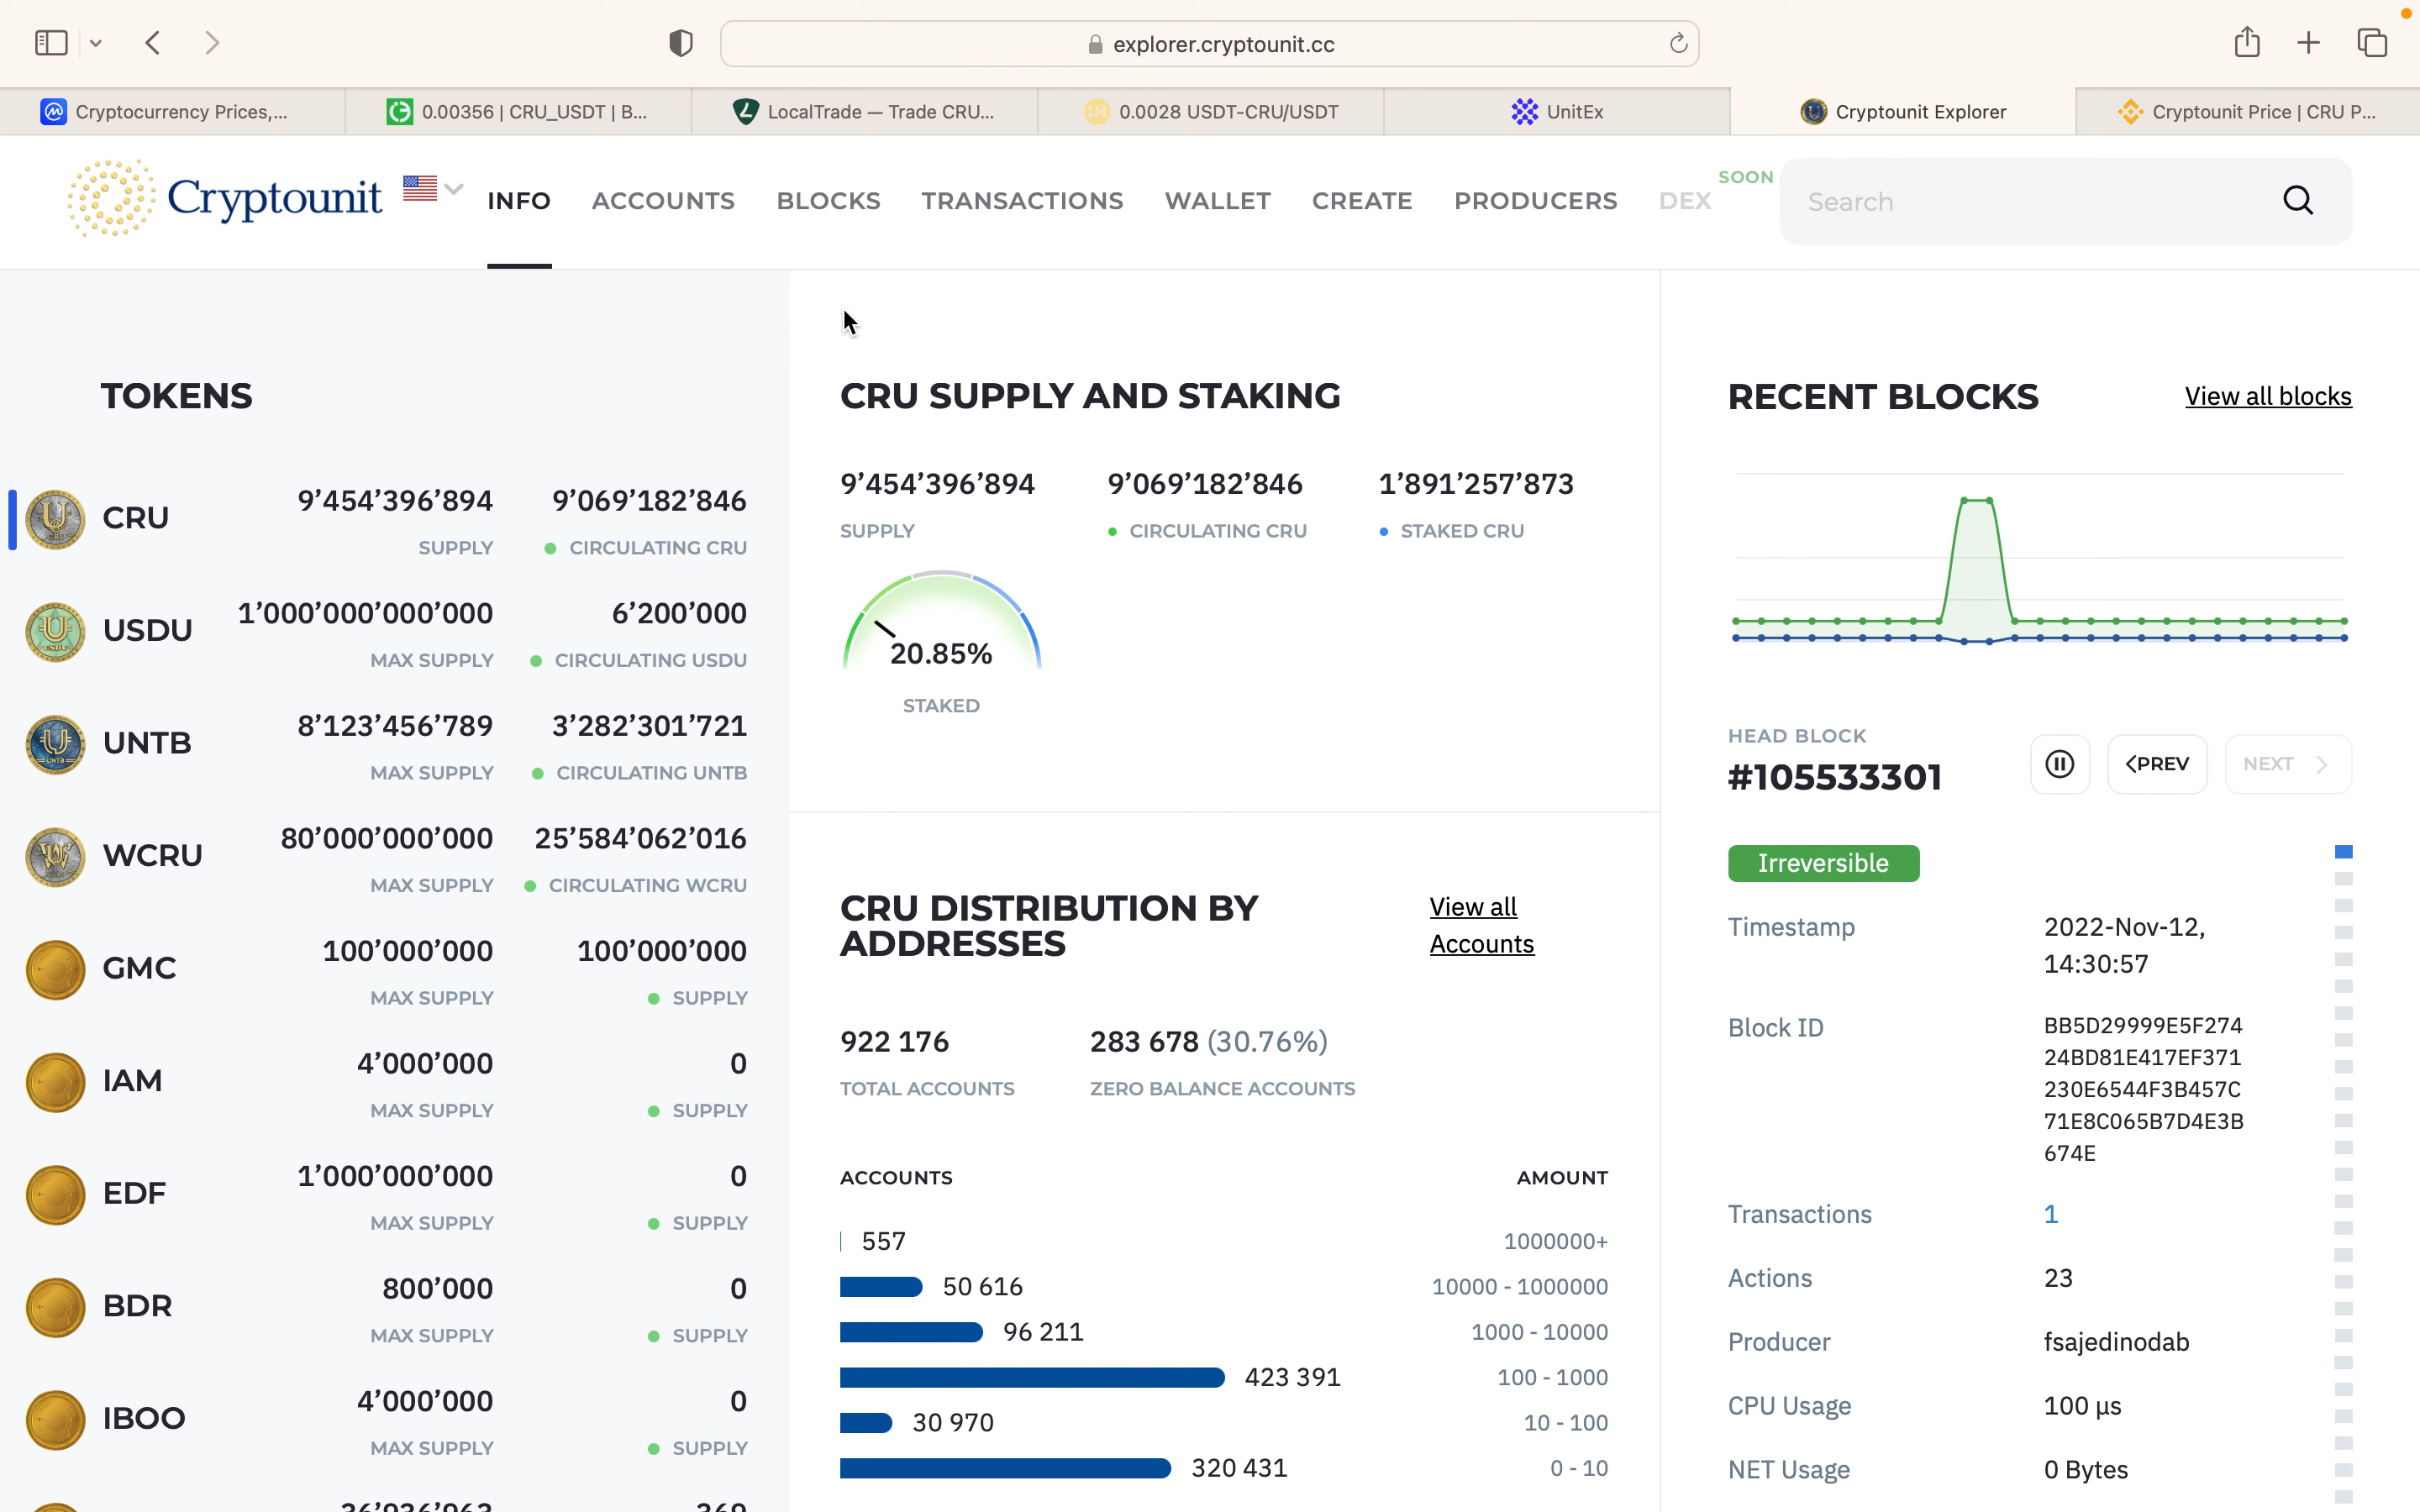 explorer.cryptounit.cc
Cryptocurrency Prices,...
0.00356 | CRU_USDT | B...
LocalTrade — Trade CRU...
0.0028 USDT-CRU/USDT
UnitEx
Cryptounit Explorer
Cryptounit Price | CRU P...
Cryptounit
INFO
ACCOUNTS
BLOCKS
TRANSACTIONS
WALLET
CREATE
PRODUCERS
DEX
SOON
Search
TOKENS
CRU
9’454’396’894
9’069’182’846
SUPPLY
CIRCULATING CRU
USDU
1’000’000’000’000
6’200’000
MAX SUPPLY
CIRCULATING USDU
UNTB
8’123’456’789
3’282’301’721
MAX SUPPLY
CIRCULATING UNTB
WCRU
80’000’000’000
25’584’062’016
MAX SUPPLY
CIRCULATING WCRU
GMC
100’000’000
100’000’000
MAX SUPPLY
SUPPLY
IAM
4’000’000
0
MAX SUPPLY
SUPPLY
EDF
1’000’000’000
0
MAX SUPPLY
SUPPLY
BDR
800’000
0
MAX SUPPLY
SUPPLY
IBOO
4’000’000
0
MAX SUPPLY
SUPPLY
CRU SUPPLY AND STAKING
9’454’396’894
9’069’182’846
1’891’257’873
SUPPLY
CIRCULATING CRU
STAKED CRU
20.85%
STAKED
CRU DISTRIBUTION BY
ADDRESSES
View all
Accounts
922 176
283 678 (30.76%)
TOTAL ACCOUNTS
ZERO BALANCE ACCOUNTS
ACCOUNTS
AMOUNT
557
1000000+
50 616
10000 - 1000000
96 211
1000 - 10000
423 391
100 - 1000
30 970
10 - 100
320 431
0 - 10
RECENT BLOCKS
View all blocks
HEAD BLOCK
#105533301
PREV
NEXT
Irreversible
Timestamp
2022-Nov-12,
14:30:57
Block ID
BB5D29999E5F274
24BD81E417EF371
230E6544F3B457C
71E8C065B7D4E3B
674E
Transactions
1
Actions
23
Producer
fsajedinodab
CPU Usage
100 µs
NET Usage
0 Bytes